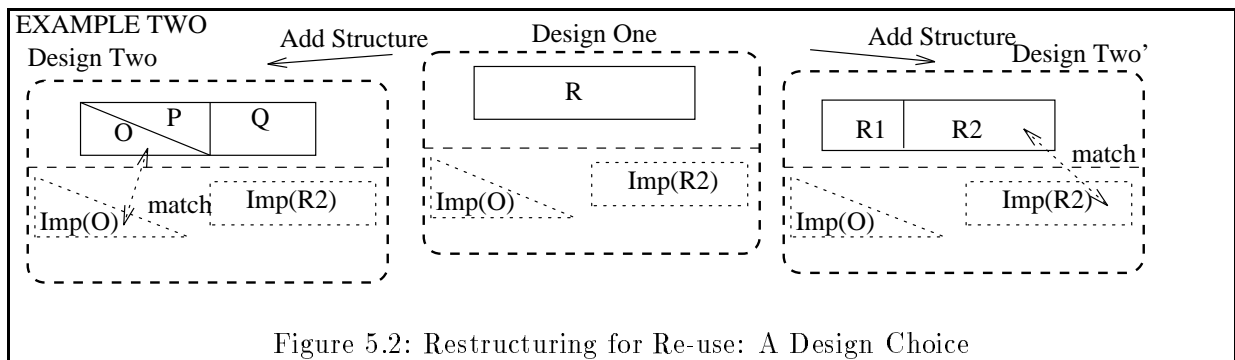 EXAMPLE TWO
Design Two
Add Structure
Design One
Add Structure
Design Two'
O
P
Q
R
R1
R2
match
Imp(O)
match
Imp(R2)
Imp(O)
Imp(R2)
Imp(O)
Imp(R2)
Figure 5.2: Restructuring for Re-use: A Design Choice